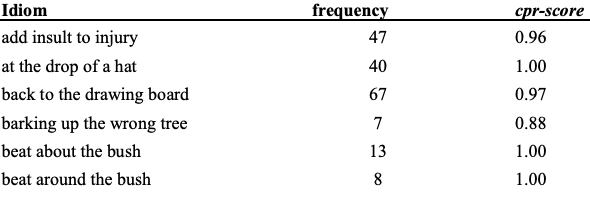 Idiom frequency cpr-score
add insult to injury 47 0.96
at the drop of a hat 40 1.00
back to the drawing board 67 0.97
barking up the wrong tree 7 0.88
beat about the bush 13 1.00
beat around the bush 8 1.00